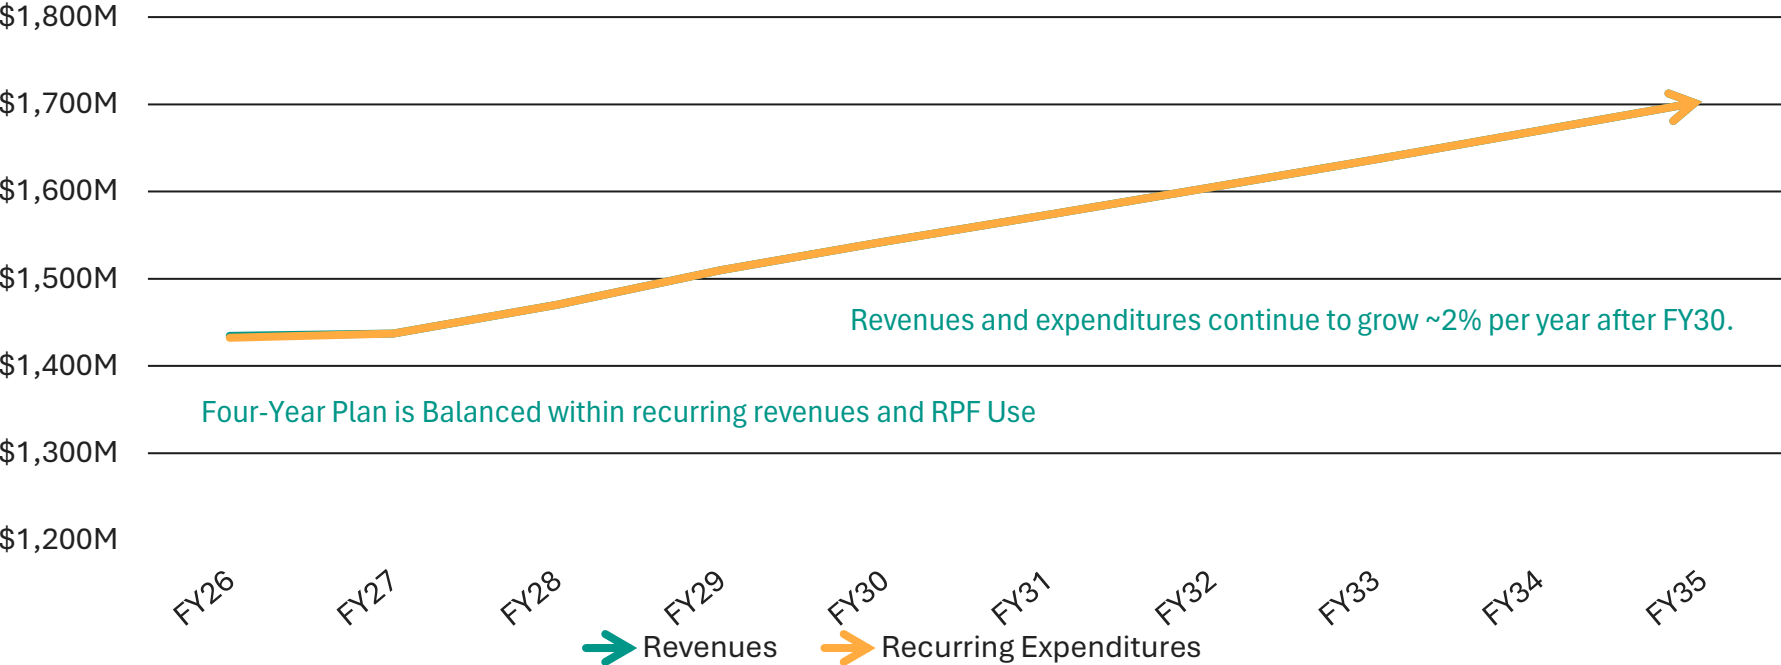 $1,800M
$1,700M
$1,600M
$1,500M
Revenues and expenditures continue to grow ~2% per year after FY30.
$1,400M
Four-Year Plan is Balanced within recurring revenues and RPF Use
$1,300M
$1,200M
FY26 FY27 FY28 FY29 FY30 FY31 FY32 FY33 FY34 FY35
Revenues Recurring Expenditures